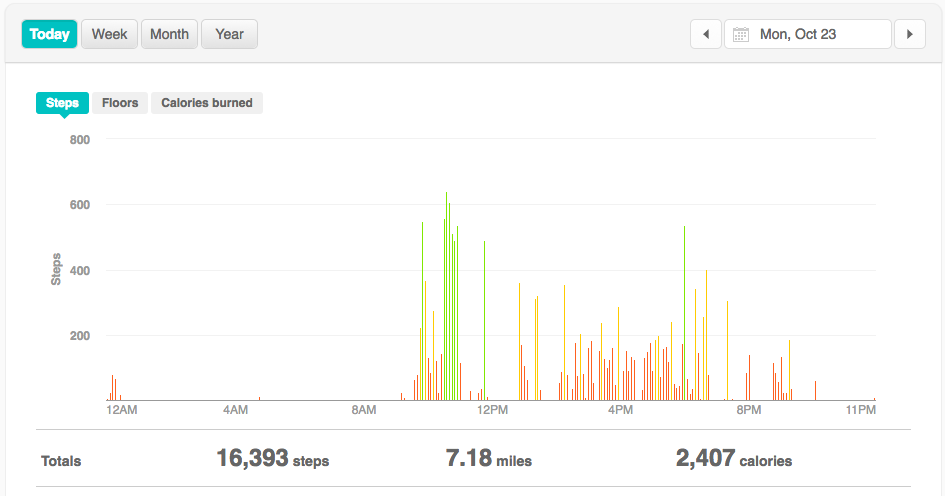 Today Week Month Year Mon, Oct 23
Steps Floors Calories burned
800
600
400
200
Steps
12AM 4AM 8AM 12PM 4PM 8PM 11PM
Totals 16,393 steps 7.18 miles 2,407 calories